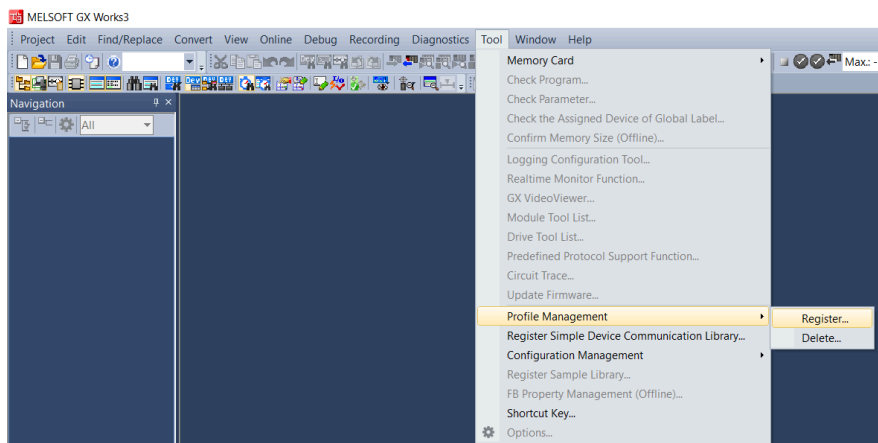 MELSOFT GX Works3
Project Edit Find/Replace Convert View Online Debug Recording Diagnostics Tool Window Help
Max.: -
Navigation
All
Memory Card
Check Program...
Check Parameter...
Check the Assigned Device of Global Label...
Confirm Memory Size (Offline)...
Logging Configuration Tool...
Realtime Monitor Function...
GX VideoViewer...
Module Tool List...
Drive Tool List...
Predefined Protocol Support Function...
Circuit Trace...
Update Firmware...
Profile Management
Register...
Delete...
Register Simple Device Communication Library...
Configuration Management
Register Sample Library...
FB Property Management (Offline)...
Shortcut Key...
Options...